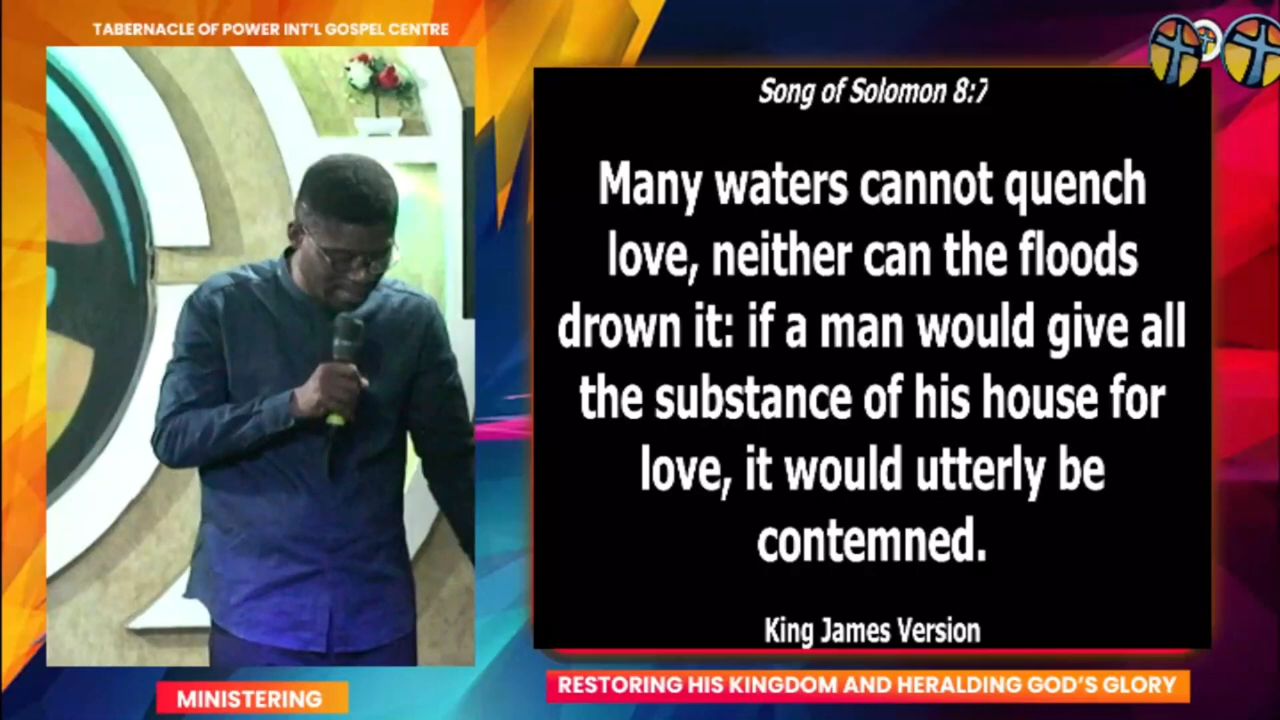 TABERNACLE OF POWER INT'L GOSPEL CENTRE
Song of Solomon 8:7
Many waters cannot quench
love, neither can the floods
drown it: if a man would give all
the substance of his house for
love, it would utterly be
contemned.
King James Version
MINISTERING
RESTORING HIS KINGDOM AND HERALDING GOD'S GLORY